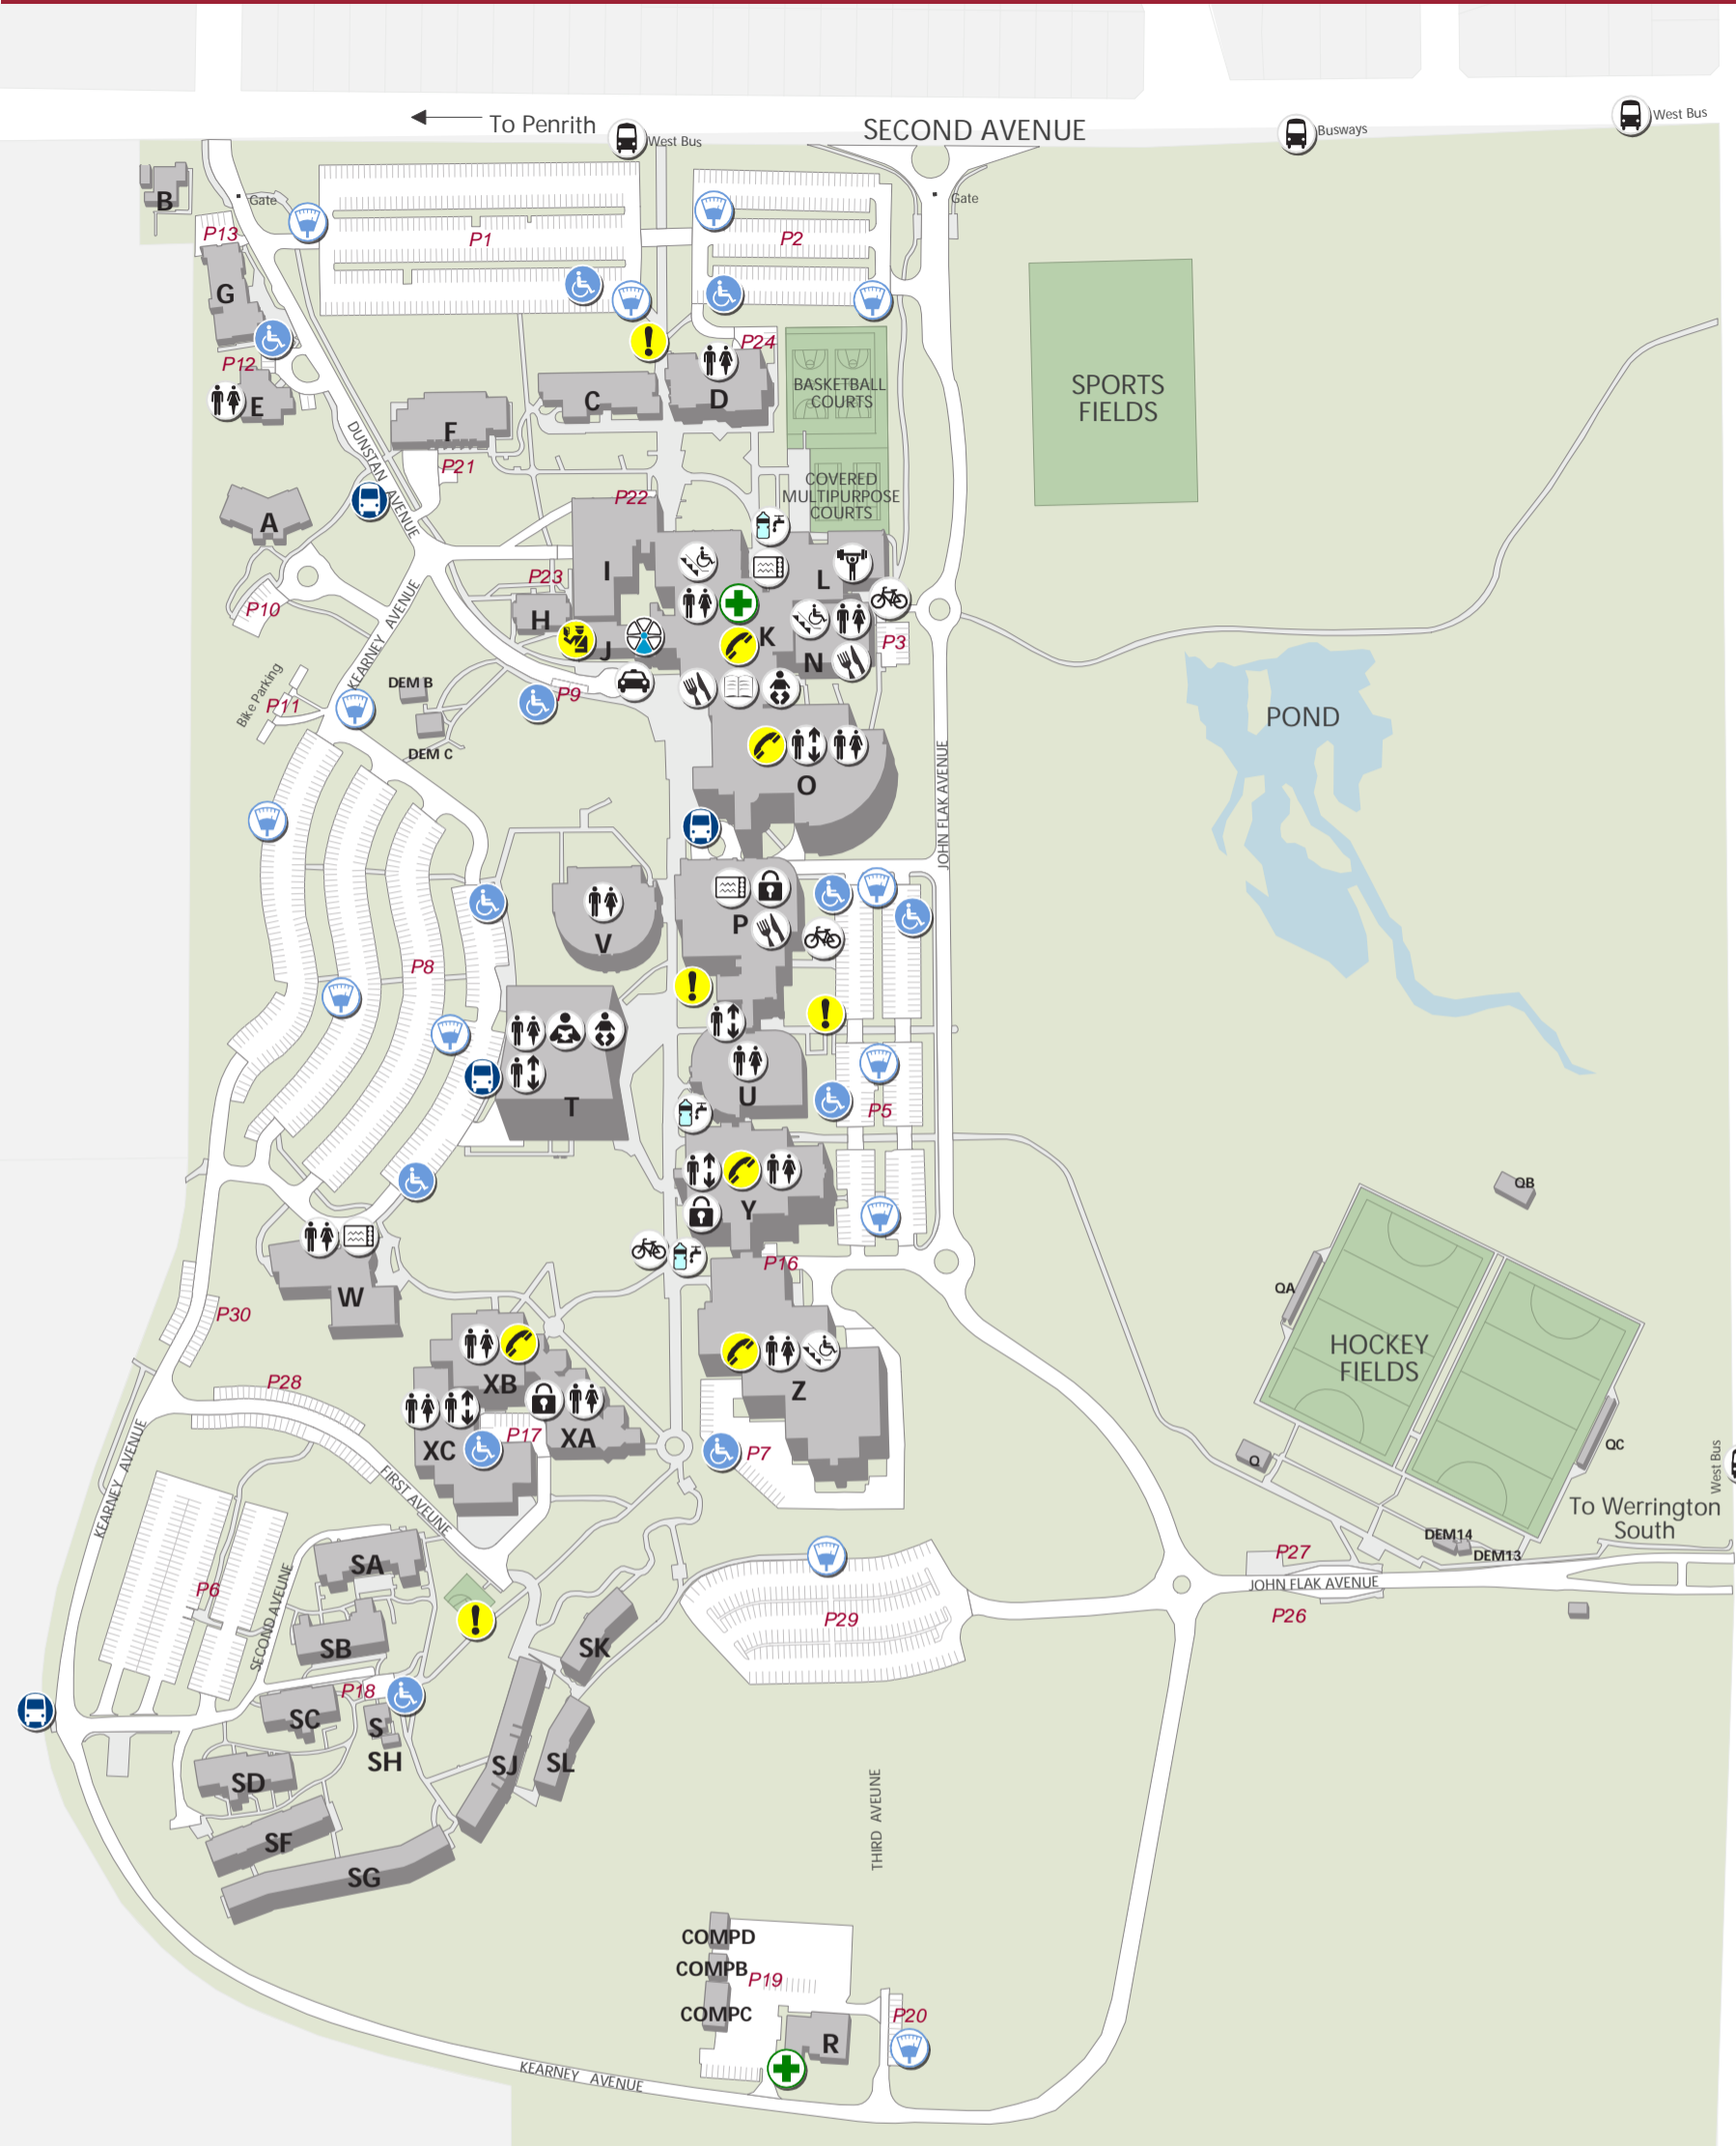 To Penrith
West Bus
SECOND AVENUE
Busways
West Bus
B
Gate
Gate
P13
P1
P2
G
P24
P12
E
C
D
BASKETBALL
COURTS
SPORTS
FIELDS
F
DUNSTAN AVENUE
P21
A
P22
COVERED
MULTIPURPOSE
COURTS
I
L
P23
P10
H
J
K
N
P3
KEARNEY AVENUE
DEM B
P9
Bike Parking
P11
DEM C
POND
O
JOHN FLAK AVENUE
V
P
P8
T
U
P5
Y
QB
P16
W
P30
QA
HOCKEY
FIELDS
P28
XB
Z
P17
XA
XC
P7
QC
Q
West Bus
KEARNEY AVENUE
FIRST AVELUNE
To Werrington
South
DEM14
DEM13
P27
JOHN FLAK AVENUE
P26
SA
P6
SECOND AVEUNE
P29
SB
SK
P18
SC
S
SH
SJ
SL
SD
THIRD AVEUNE
SF
SG
COMPD
COMPB
P19
COMPC
P20
R
KEARNEY AVENUE